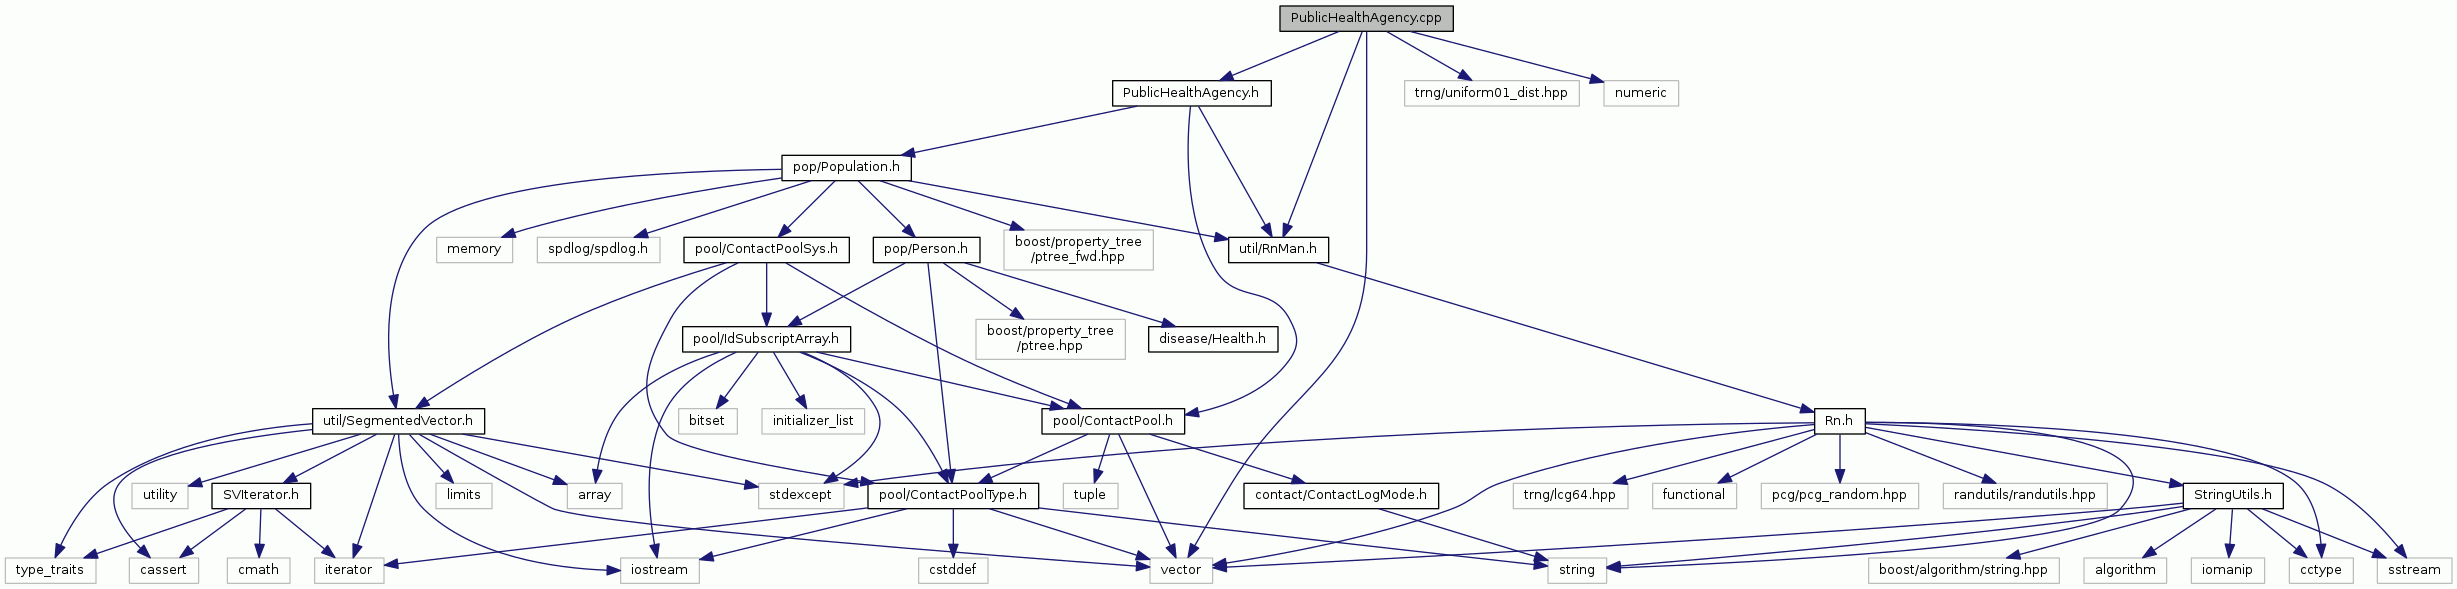 PublicHealthAgency.cpp
PublicHealthAgency.h
trng/uniform01_dist.hpp
numeric
pop/Population.h
memory
spdlog/spdlog.h
pool/ContactPoolSys.h
pop/Person.h
boost/property_tree
/ptree_fwd.hpp
util/RnMan.h
pool/IdSubscriptArray.h
boost/property_tree
/ptree.hpp
disease/Health.h
util/SegmentedVector.h
bitset
initializer_list
pool/ContactPool.h
Rn.h
utility
SVIterator.h
limits
array
stdexcept
pool/ContactPoolType.h
tuple
contact/ContactLogMode.h
trng/lcg64.hpp
functional
pcg/pcg_random.hpp
randutils/randutils.hpp
StringUtils.h
type_traits
cassert
cmath
iterator
iostream
cstddef
vector
string
boost/algorithm/string.hpp
algorithm
iomanip
cctype
sstream